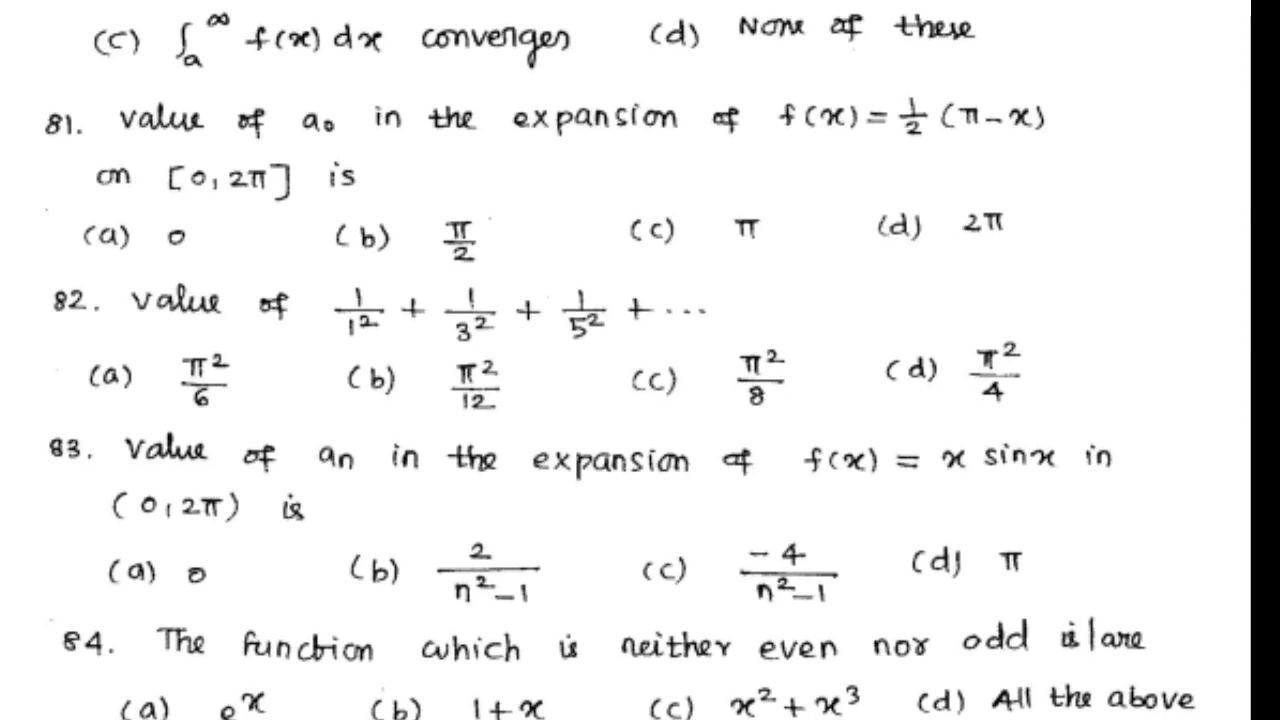 (c) ∫ₐ^∞ f(x) dx converges (d) None of these
81. value of a₀ in the expansion of f(x) = 1/2 (π - x)
on [0, 2π] is
(a) 0 (b) π/2 (c) π (d) 2π
82. value of 1/1² + 1/3² + 1/5² + ...
(a) π²/6 (b) π²/12 (c) π²/8 (d) π²/4
83. Value of an in the expansion of f(x) = x sinx in
(0, 2π) is
(a) 0 (b) 2/(n²-1) (c) -4/(n²-1) (d) π
84. The function which is neither even nor odd is/are
(a) eˣ (b) 1+x (c) x² + x³ (d) All the above